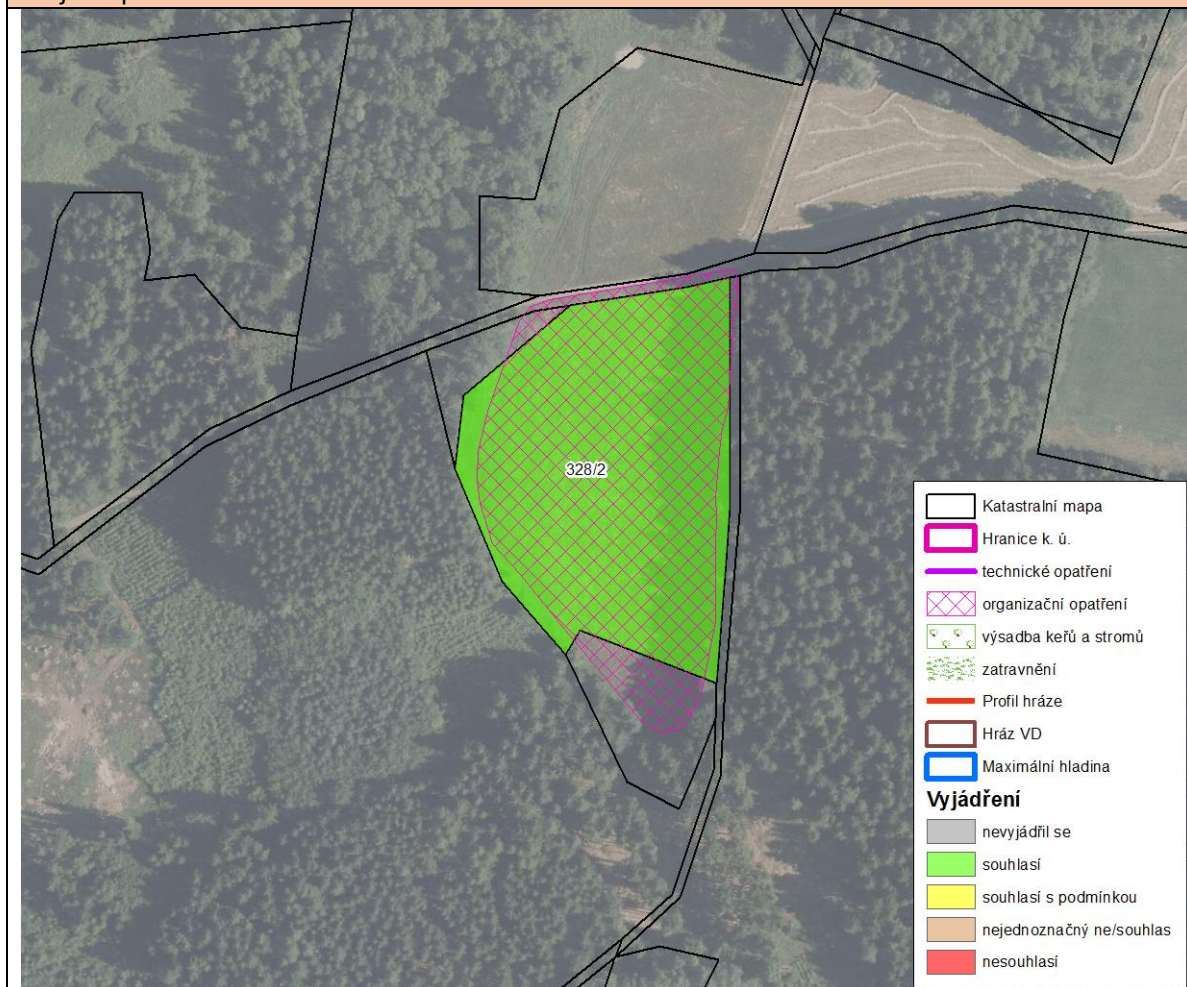 328/2
Katastralní mapa
Hranice k. ú.
technické opatření
organizační opatření
výsadba keřů a stromů
zatravnění
Profil hráze
Hráz VD
Maximální hladina
Vyjádření
nevyjádřil se
souhlasí
souhlasí s podmínkou
nejednoznačný ne/souhlas
nesouhlasí